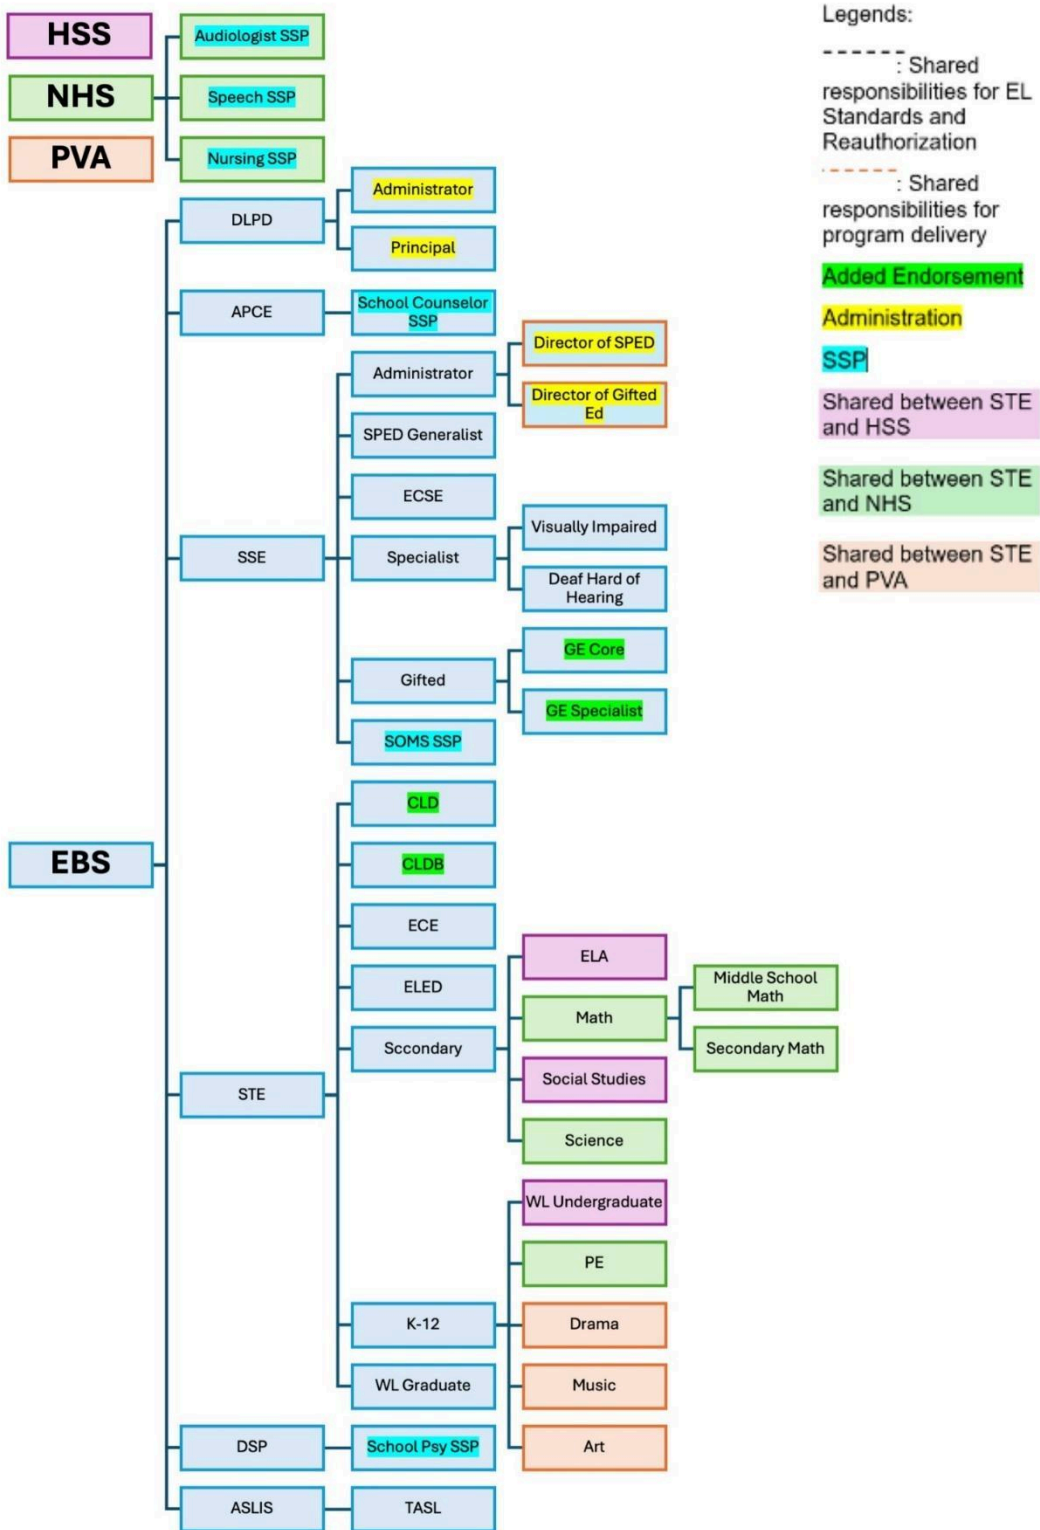 HSS
NHS
PVA
Audiologist SSP
Speech SSP
Nursing SSP
EBS
DLPD
Administrator
Principal
APCE
School Counselor
SSP
SSE
Administrator
Director of SPED
Director of Gifted
Ed
SPED Generalist
ECSE
Specialist
Visually Impaired
Deaf Hard of
Hearing
Gifted
GE Core
GE Specialist
SOMS SSP
STE
CLD
CLDB
ECE
ELED
Sccondary
ELA
Math
Middle School
Math
Secondary Math
Social Studies
Science
K-12
WL Undergraduate
PE
Drama
Music
Art
WL Graduate
DSP
School Psy SSP
ASLIS
TASL
Legends:
------- : Shared
responsibilities for EL
Standards and
Reauthorization
------- : Shared
responsibilities for
program delivery
Added Endorsement
Administration
SSP
Shared between STE
and HSS
Shared between STE
and NHS
Shared between STE
and PVA